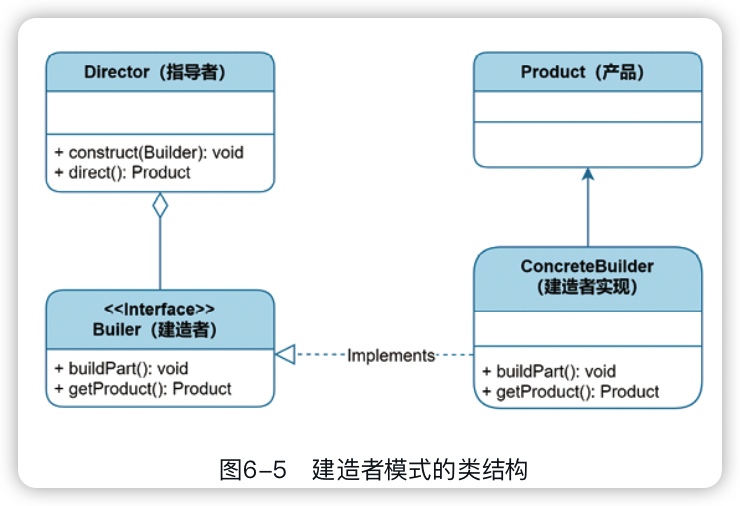 Director（指导者）
+ construct(Builder): void
+ direct(): Product
Product（产品）
<<Interface>>
Builer（建造者）
+ buildPart(): void
+ getProduct(): Product
Implements
ConcreteBuilder
（建造者实现）
+ buildPart(): void
+ getProduct(): Product
图6-5 建造者模式的类结构